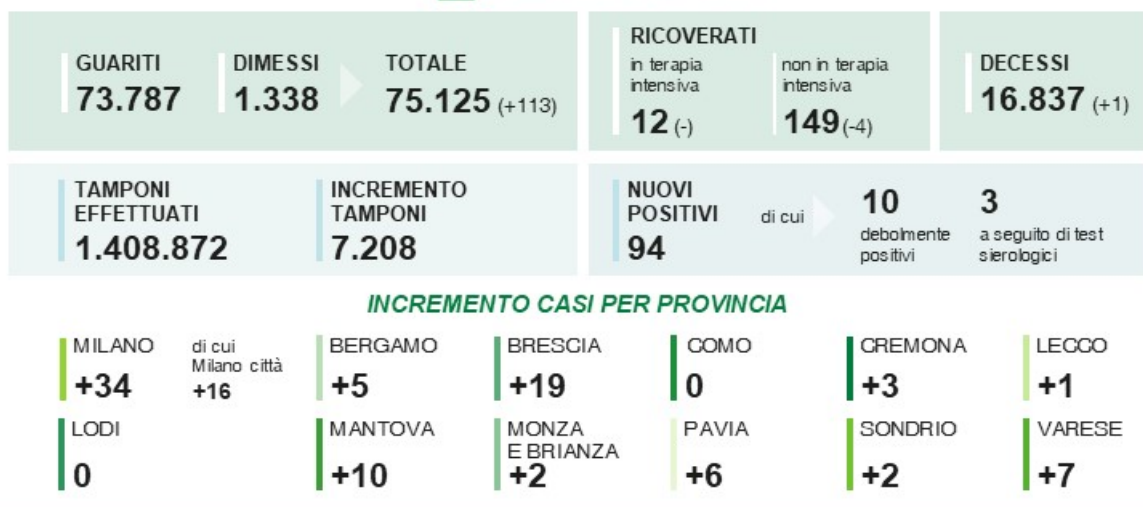 GUARITI
73.787
DIMESSI
1.338
TOTALE
75.125 (+113)
RICOVERATI
in terapia
intensiva
12 (-)
non in terapia
intensiva
149 (-4)
DECESSI
16.837 (+1)
TAMPONI
EFFETTUATI
1.408.872
INCREMENTO
TAMPONI
7.208
NUOVI
POSITIVI
94
di cui
10
debolmente
positivi
3
a seguito di test
sierologici
INCREMENTO CASI PER PROVINCIA
MILANO
+34
di cui
Milano città
+16
BERGAMO
+5
BRESCIA
+19
COMO
0
CREMONA
+3
LECCO
+1
LODI
0
MANTOVA
+10
MONZA
E BRIANZA
+2
PAVIA
+6
SONDRIO
+2
VARESE
+7